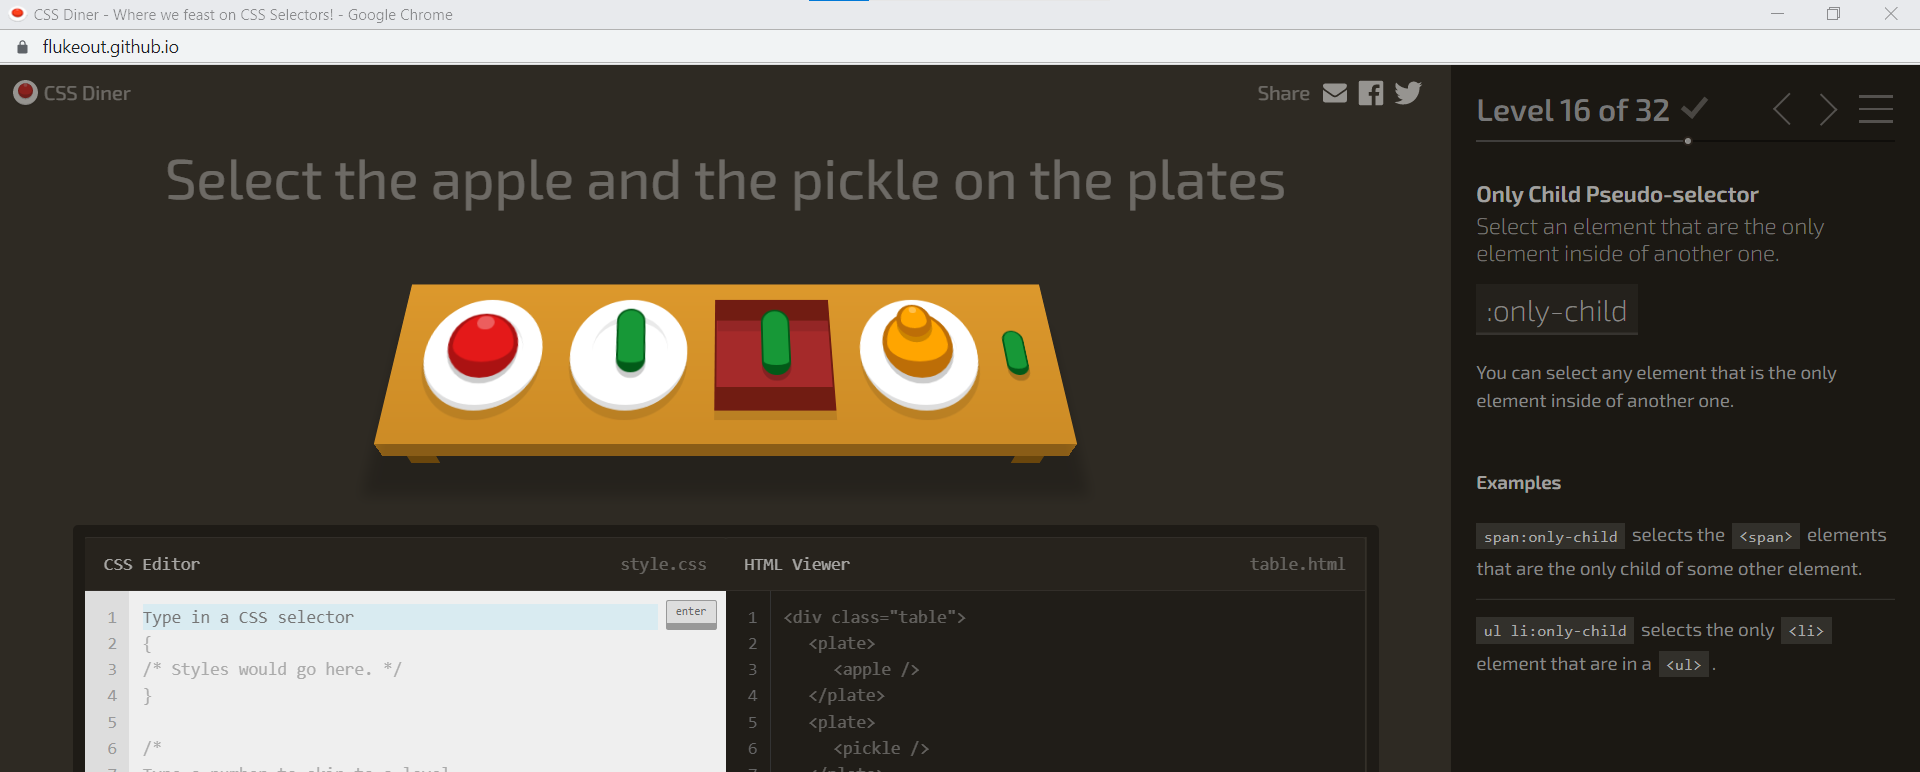 CSS Diner - Where we feast on CSS Selectors! - Google Chrome
flukeout.github.io
CSS Diner
Share
Select the apple and the pickle on the plates
CSS Editor
style.css
1 Type in a CSS selector
enter
2 {
3 /* Styles would go here. */
4 }
5
6 /*
HTML Viewer
table.html
1 <div class="table">
2 <plate>
3 <apple />
4 </plate>
5 <plate>
6 <pickle />
Level 16 of 32
Only Child Pseudo-selector
Select an element that are the only
element inside of another one.
:only-child
You can select any element that is the only
element inside of another one.
Examples
span:only-child selects the <span> elements
that are the only child of some other element.
ul li:only-child selects the only <li>
element that are in a <ul> .